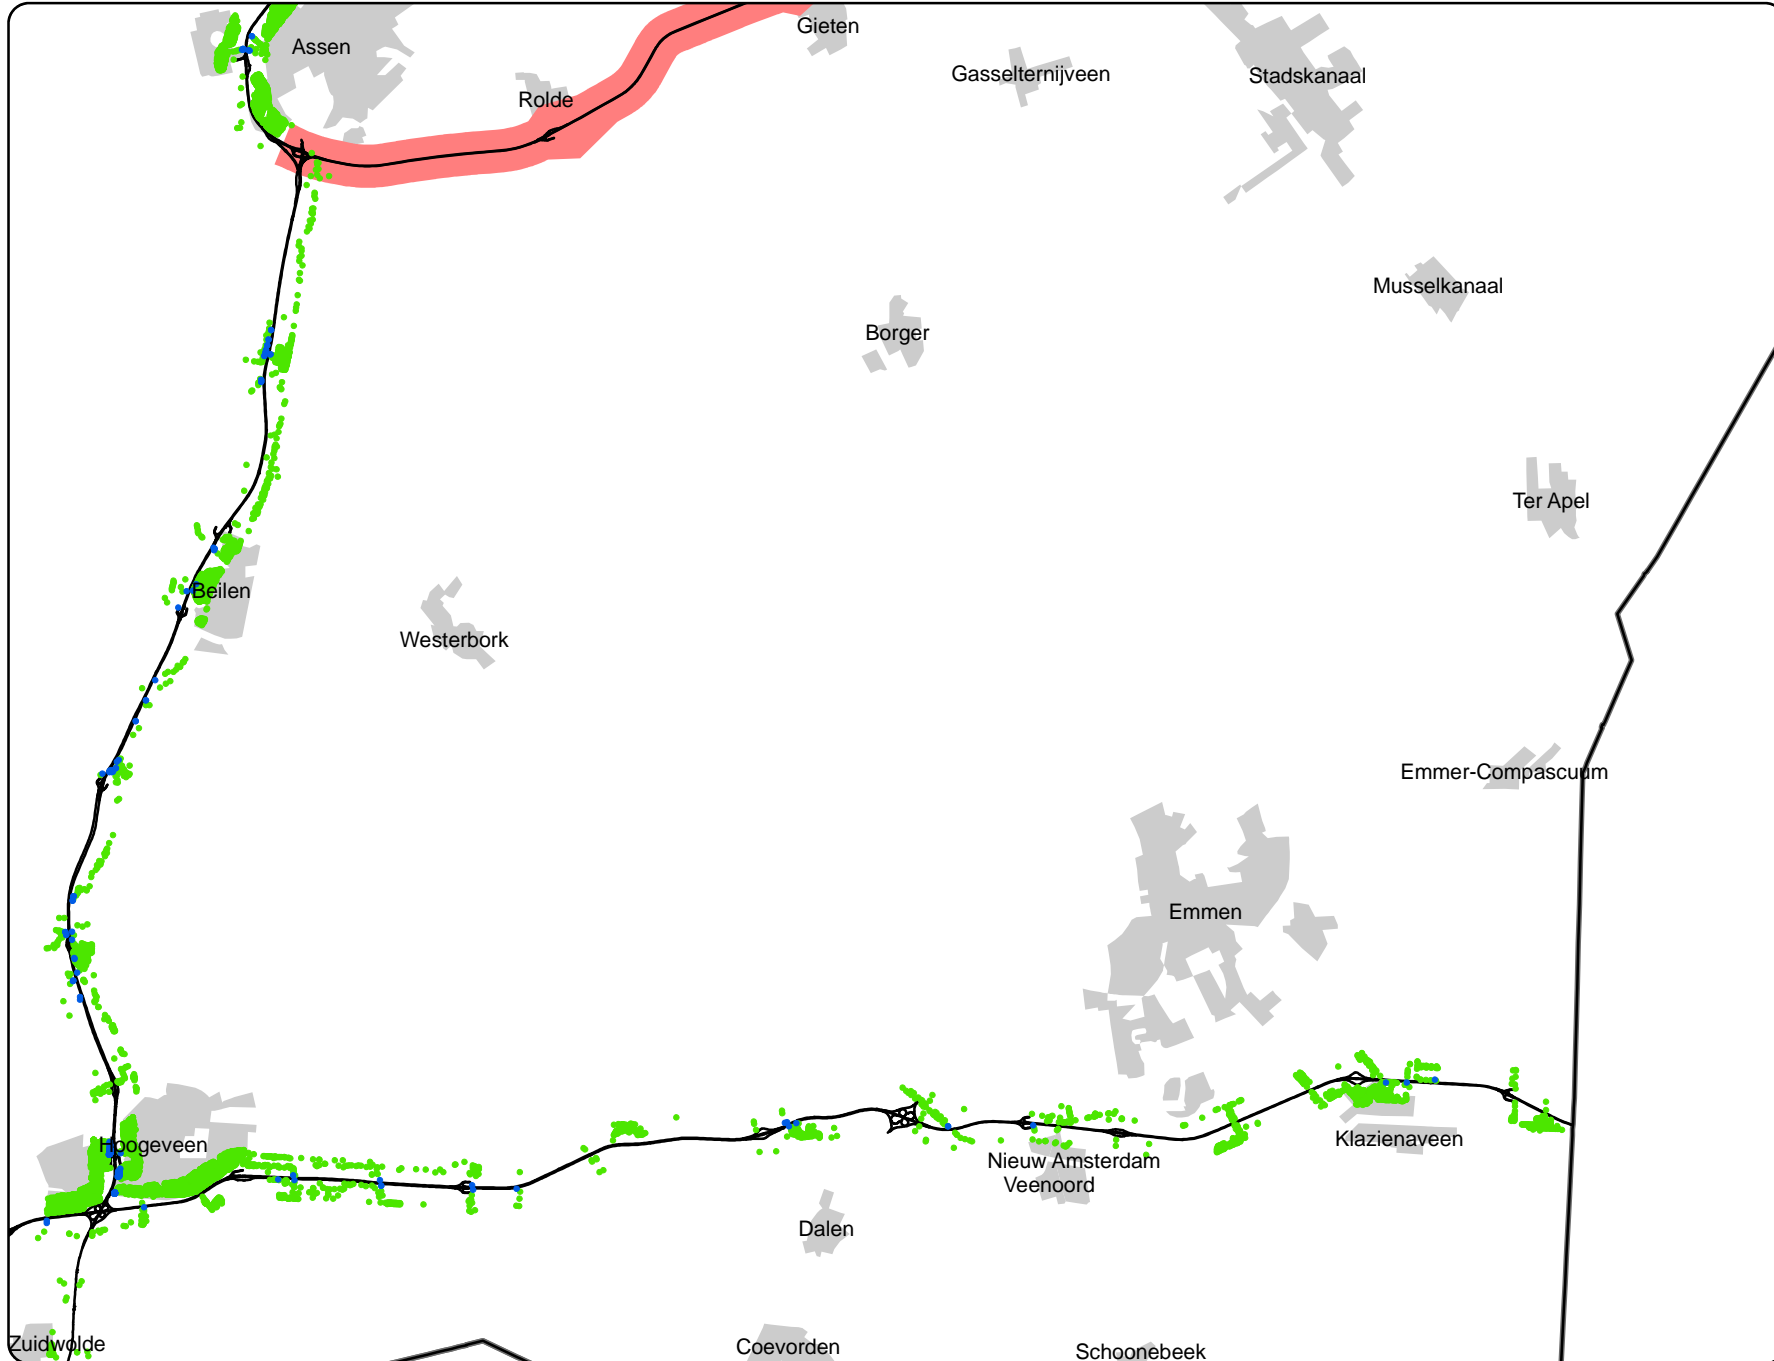 Gieten
Assen
Gasselternijveen
Stadskanaal
Rolde
Musselkanaal
Borger
Ter Apel
Beilen
Westerbork
Emmer-Compascuum
Emmen
Hoogeveen
Klazienaveen
Nieuw Amsterdam
Veenoord
Dalen
Zuidwolde
Coevorden
Schoonebeek